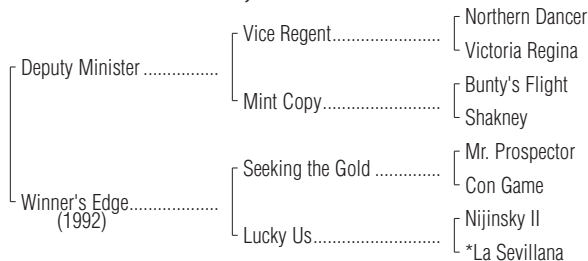 Northern Dancer
Vice Regent
Victoria Regina
Deputy Minister
Bunty's Flight
Mint Copy
Shakney
Mr. Prospector
Seeking the Gold
Con Game
Winner's Edge
(1992)
Nijinsky II
Lucky Us
*La Sevillana